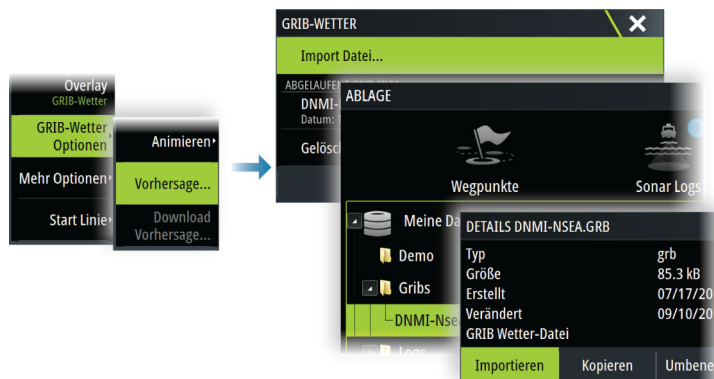 Overlay
GRIB-Wetter
GRIB-Wetter
Optionen
Mehr Optionen
Start Linie
Animieren
Vorhersage...
Download
Vorhersage...
GRIB-WETTER
Import Datei...
DNMI-
Datum:
ABLAGE
Wegpunkte
Sonar Logs
Meine Da
Demo
Gribs
DNMI-Nse
Logs
DETAILS DNMI-NSEA.GRB
Typ grb
Größe 85.3 kB
Erstellt 07/17/20
Verändert 09/10/20
GRIB Wetter-Datei
Importieren Kopieren Umbene